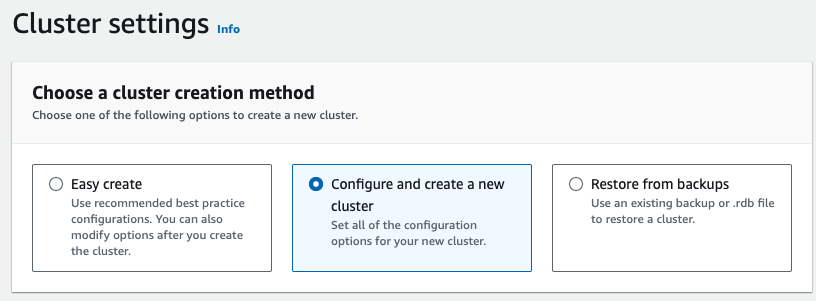 Cluster settings Info
Choose a cluster creation method
Choose one of the following options to create a new cluster.
Easy create
Use recommended best practice
configurations. You can also
modify options after you create
the cluster.
Configure and create a new
cluster
Set all of the configuration
options for your new cluster.
Restore from backups
Use an existing backup or .rdb file
to restore a cluster.